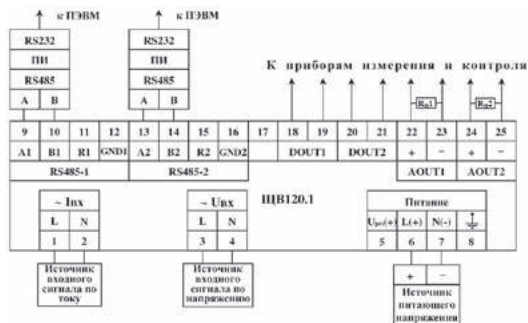 к ПЭВМ к ПЭВМ
RS232 RS232
ПИ ПИ
RS485 RS485
A B A B
К приборам измерения и контроля
Rн1 Rн2
9 10 11 12 13 14 15 16 17 18 19 20 21 22 23 24 25
A1 B1 R1 GND1 A2 B2 R2 GND2 DOUT1 DOUT2 + − + −
RS485-1 RS485-2 AOUT1 AOUT2
ЩВ120.1
~ Iвх ~ Uвх Питание
L N L N L(+) N(-)
1 2 3 4 5 6 7 8
Источник входного сигнала по току
Источник входного сигнала по напряжению
+ −
Источник питающего напряжения